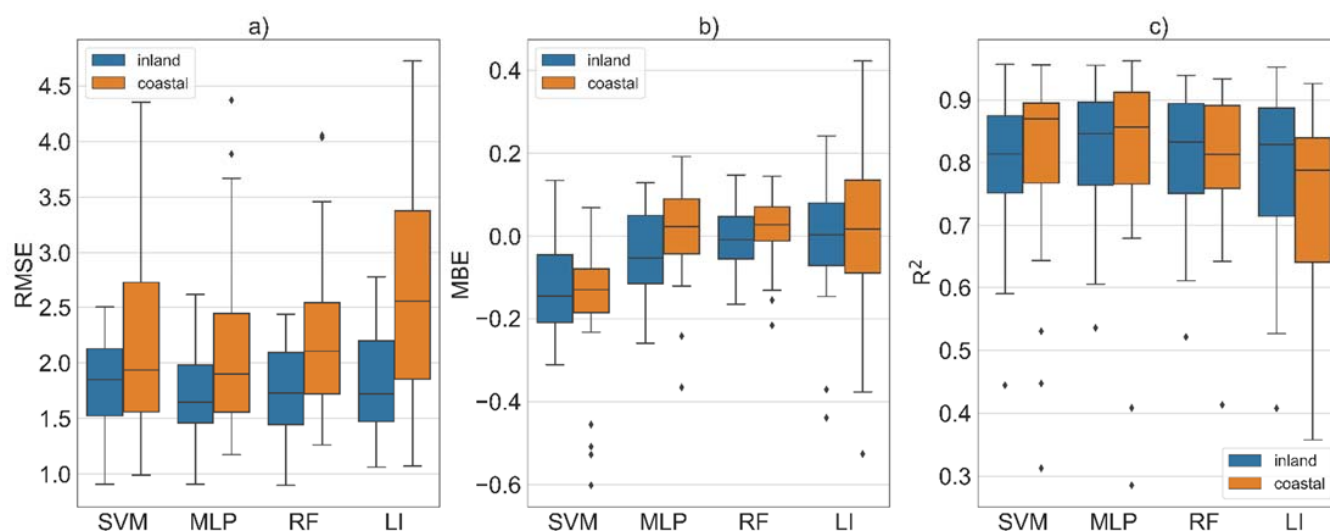 a)
inland
coastal
RMSE
4.5
4.0
3.5
3.0
2.5
2.0
1.5
1.0
SVM MLP RF LI
b)
inland
coastal
MBE
0.4
0.2
0.0
−0.2
−0.4
−0.6
SVM MLP RF LI
c)
R²
0.9
0.8
0.7
0.6
0.5
0.4
0.3
inland
coastal
SVM MLP RF LI